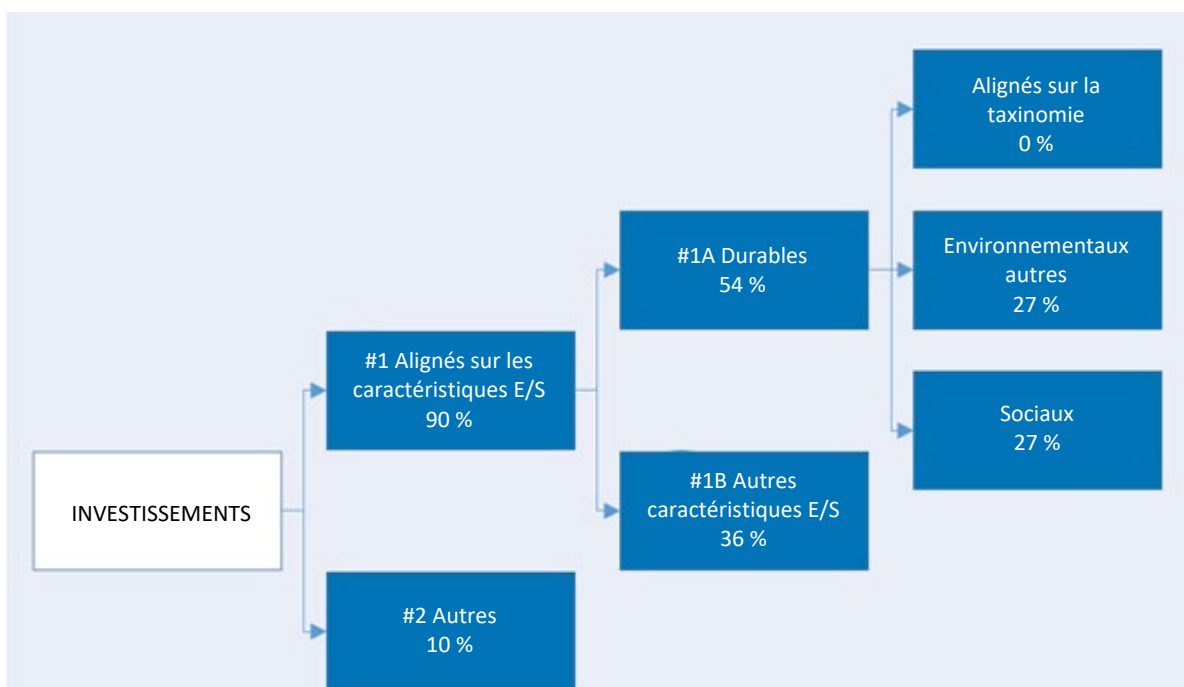 INVESTISSEMENTS
#1 Alignés sur les
caractéristiques E/S
90 %
#2 Autres
10 %
#1A Durables
54 %
#1B Autres
caractéristiques E/S
36 %
Alignés sur la
taxinomie
0 %
Environnementaux
autres
27 %
Sociaux
27 %